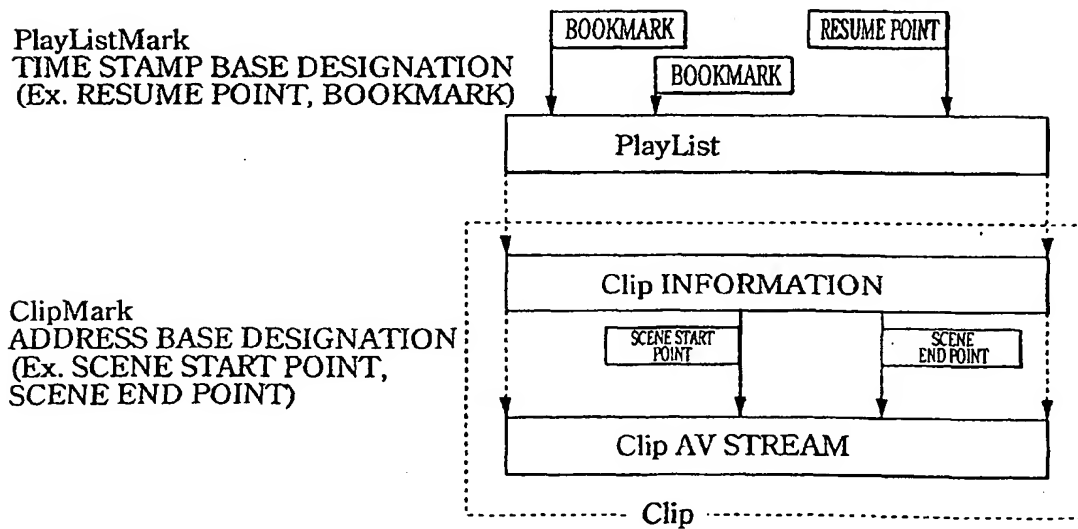 PlayListMark
TIME STAMP BASE DESIGNATION
(Ex. RESUME POINT, BOOKMARK)
BOOKMARK
RESUME POINT
BOOKMARK
PlayList
Clip INFORMATION
ClipMark
ADDRESS BASE DESIGNATION
(Ex. SCENE START POINT,
SCENE END POINT)
SCENE START
POINT
SCENE
END POINT
Clip AV STREAM
Clip